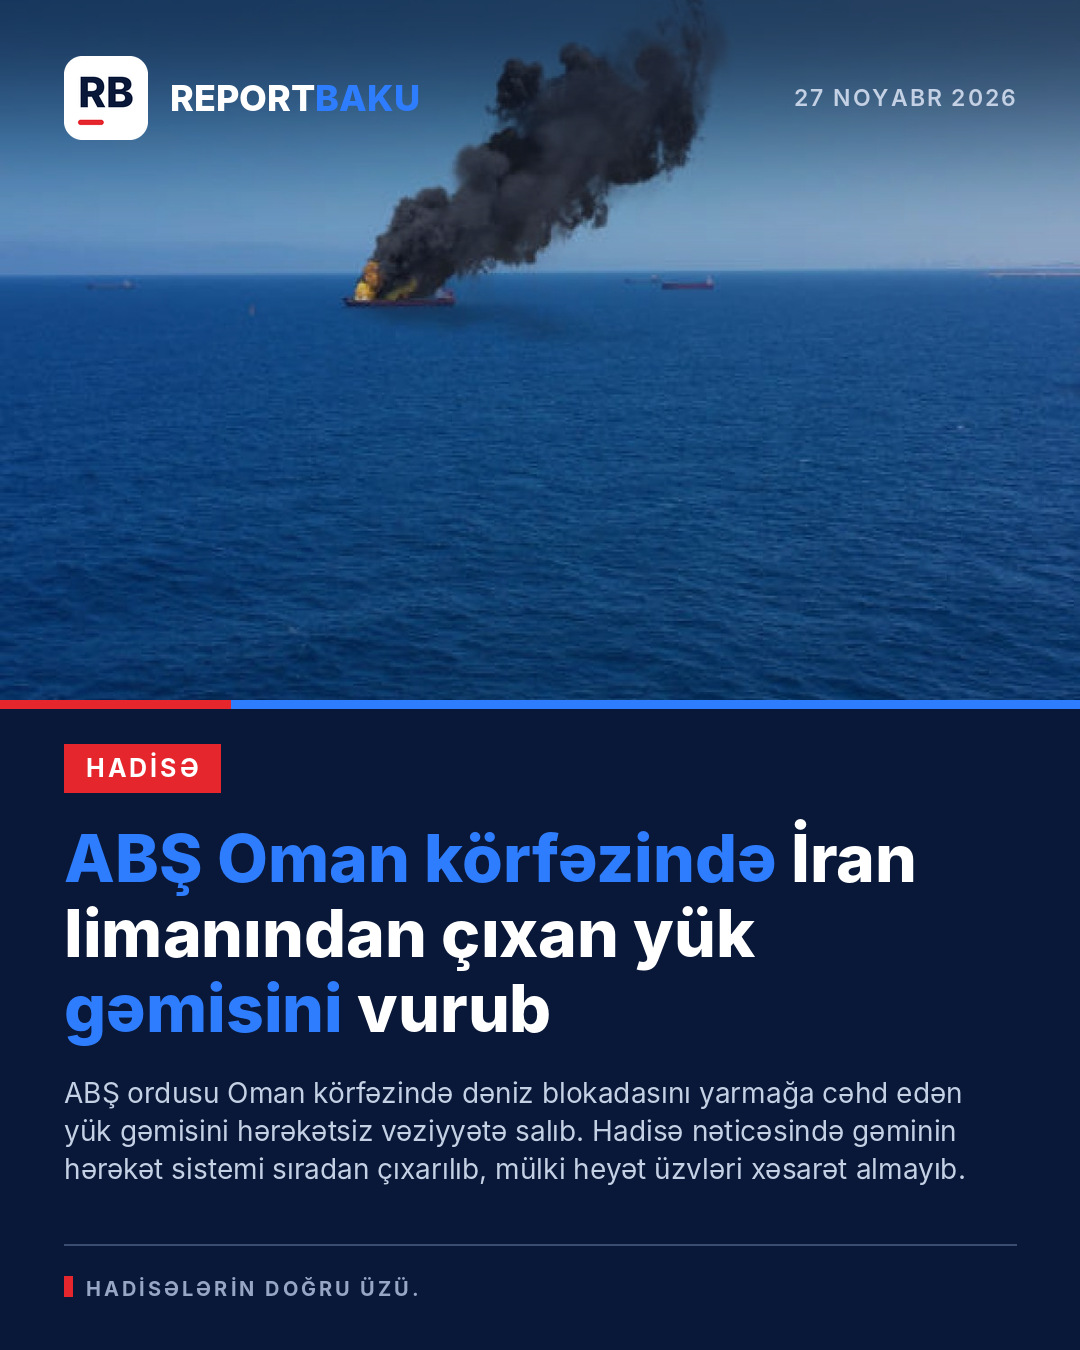 RB
REPORTBAKU
27 NOYABR 2026
HADİSƏ
ABŞ Oman körfəzində İran
limanından çıxan yük
gəmisini vurub
ABŞ ordusu Oman körfəzində dəniz blokadasını yarmağa cəhd edən
yük gəmisini hərəkətsiz vəziyyətə salıb. Hadisə nəticəsində gəminin
hərəkət sistemi sıradan çıxarılıb, mülki heyət üzvləri xəsarət almayıb.
HADİSƏLƏRİN DOĞRU ÜZÜ.